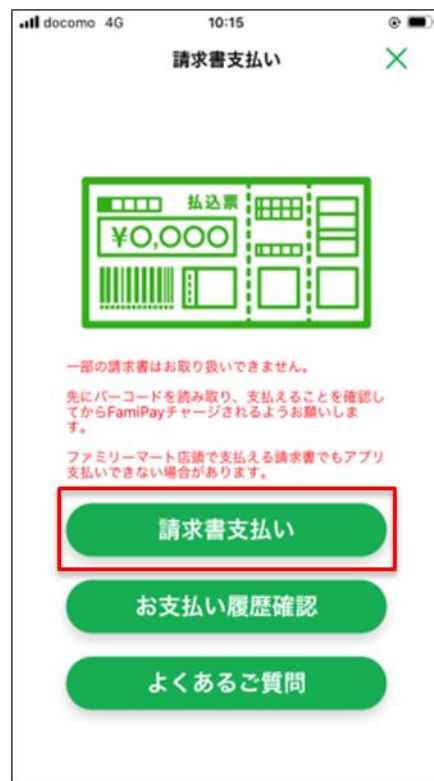 docomo 4G 10:15
請求書支払い
払込票
¥0,000
一部の請求書はお取り扱いできません。
先にバーコードを読み取り、支払えることを確認し
てからFamiPayチャージされるようお願いしま
す。
ファミリーマート店頭で支払える請求書でもアプリ
支払いできない場合があります。
請求書支払い
お支払い履歴確認
よくあるご質問